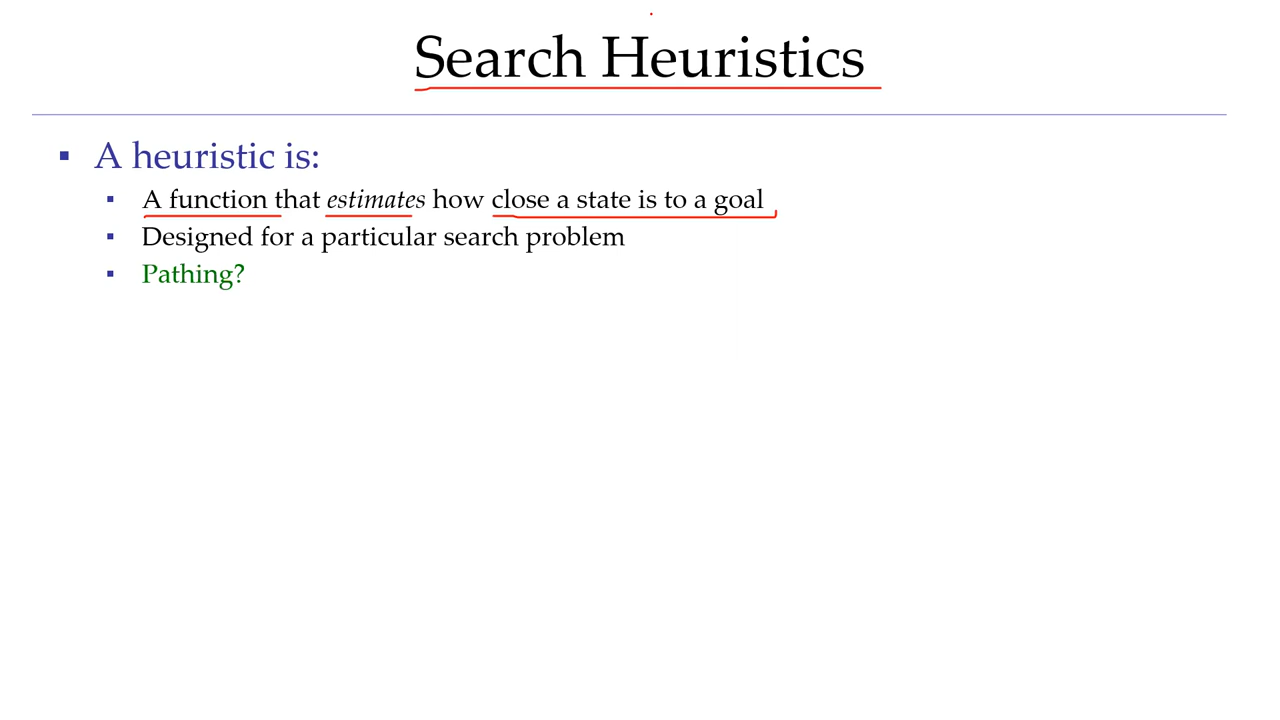 Search Heuristics
A heuristic is:
A function that estimates how close a state is to a goal
Designed for a particular search problem
Pathing?